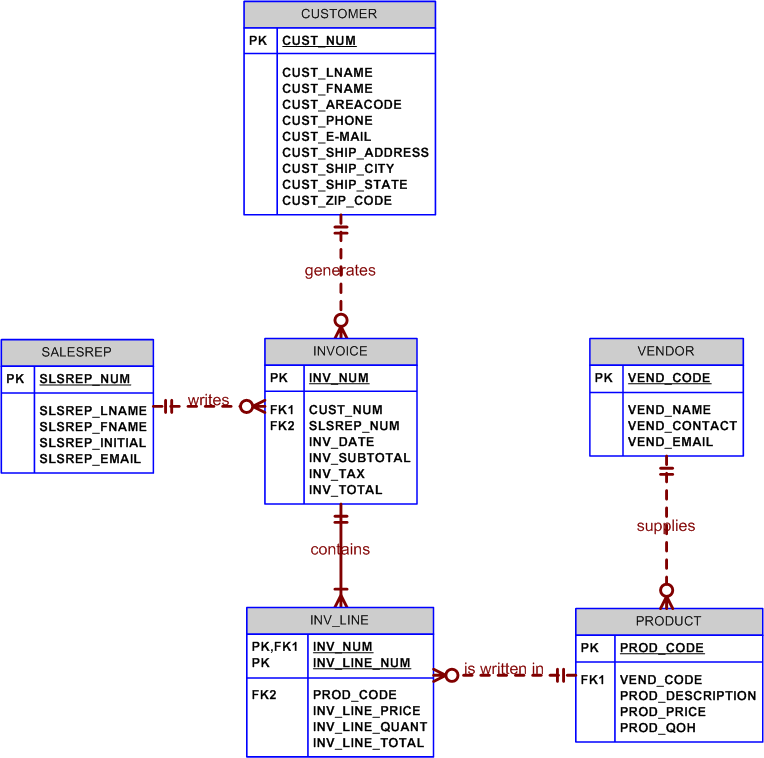 CUSTOMER
PK CUST_NUM
CUST_LNAME
CUST_FNAME
CUST_AREACODE
CUST_PHONE
CUST_E-MAIL
CUST_SHIP_ADDRESS
CUST_SHIP_CITY
CUST_SHIP_STATE
CUST_ZIP_CODE
generates
SALESREP
PK SLSREP_NUM
SLSREP_LNAME
SLSREP_FNAME
SLSREP_INITIAL
SLSREP_EMAIL
writes
INVOICE
PK INV_NUM
FK1 CUST_NUM
FK2 SLSREP_NUM
INV_DATE
INV_SUBTOTAL
INV_TAX
INV_TOTAL
VENDOR
PK VEND_CODE
VEND_NAME
VEND_CONTACT
VEND_EMAIL
contains
supplies
INV_LINE
PK,FK1 INV_NUM
PK INV_LINE_NUM
FK2 PROD_CODE
INV_LINE_PRICE
INV_LINE_QUANT
INV_LINE_TOTAL
is written in
PRODUCT
PK PROD_CODE
FK1 VEND_CODE
PROD_DESCRIPTION
PROD_PRICE
PROD_QOH